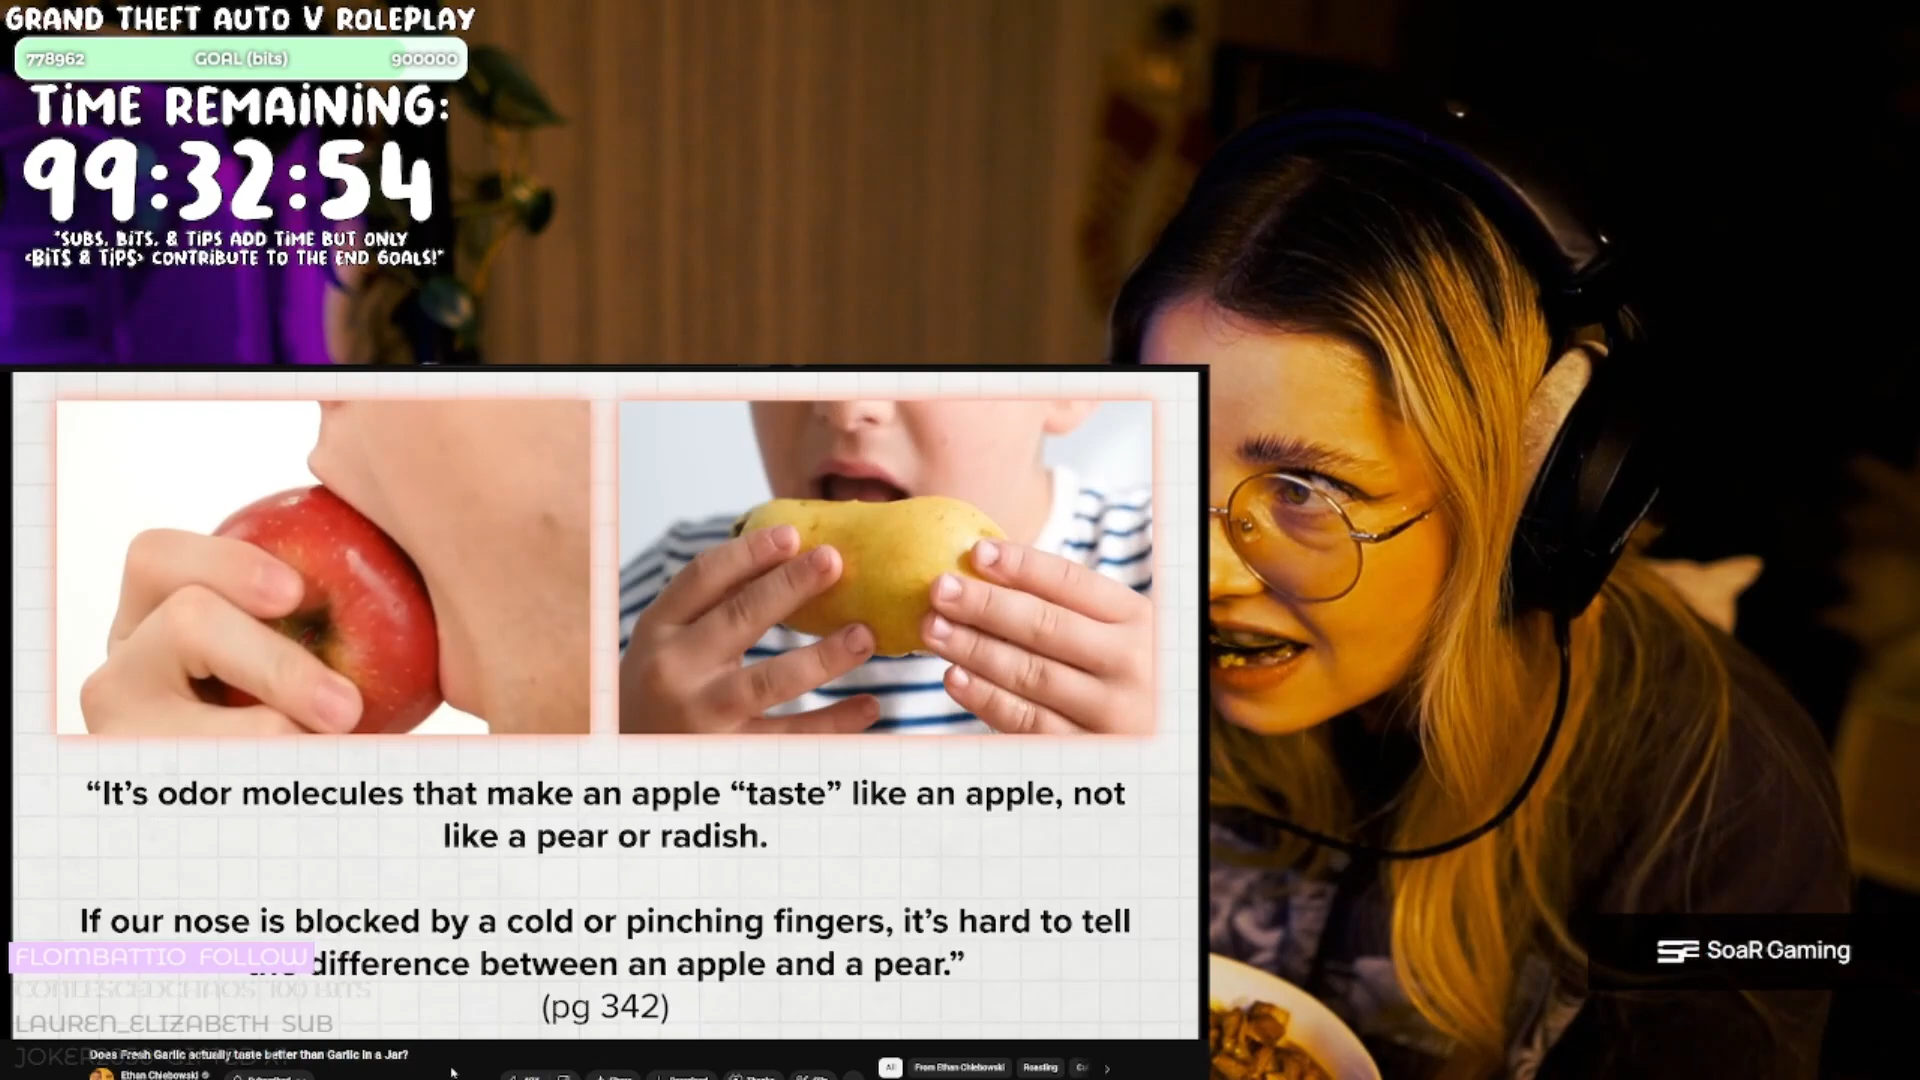 GRAND THEFT AUTO V ROLEPLAY
778962 GOAL (bits) 900000
TIME REMAINING:
99:32:54
"SUBS, BITS, & TIPS ADD TIME BUT ONLY
<BITS & TIPS> CONTRIBUTE TO THE END GOALS!"
“It’s odor molecules that make an apple “taste” like an apple, not
like a pear or radish.
If our nose is blocked by a cold or pinching fingers, it’s hard to tell
difference between an apple and a pear.”
(pg 342)
FLOMBATTIO FOLLOW
COALESCEDCHAOS 100 BITS
LAUREN_ELIZABETH SUB
Does Fresh Garlic actually taste better than Garlic in a Jar?
Ethan Chlebowski
All From Ethan Chlebowski Roasting
SoaR Gaming